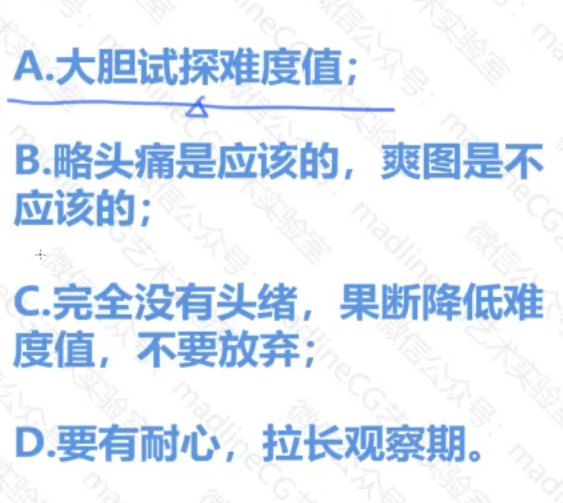 A.大胆试探难度值；
B.略头痛是应该的，爽图是不
应该的；
C.完全没有头绪，果断降低难
度值，不要放弃；
D.要有耐心，拉长观察期。
微信公众号
madlineCG艺术实验室